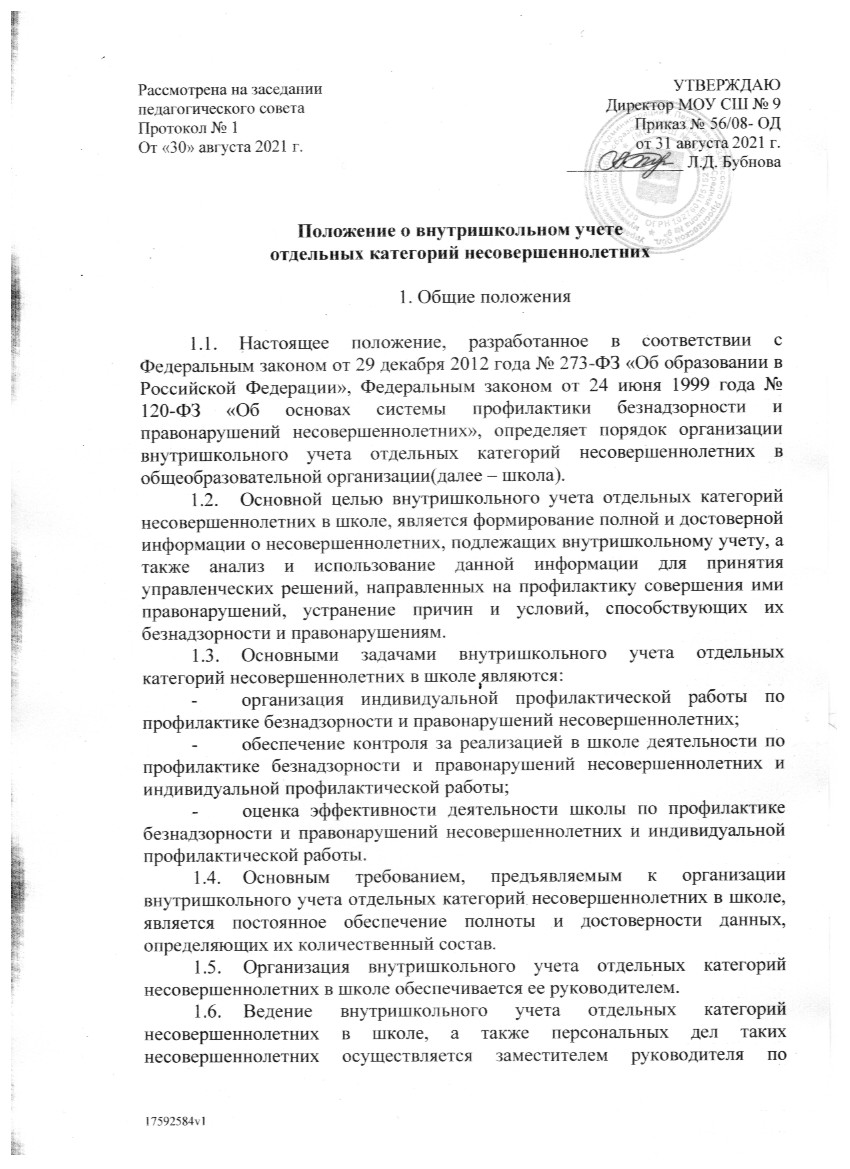 Рассмотрена на заседании
педагогического совета
Протокол № 1
От «30» августа 2021 г.
УТВЕРЖДАЮ
Директор МОУ СШ № 9
Приказ № 56/08- ОД
от 31 августа 2021 г.
_______________ Л.Д. Бубнова
Положение о внутришкольном учете
отдельных категорий несовершеннолетних
1. Общие положения
1.1. Настоящее положение, разработанное в соответствии с
Федеральным законом от 29 декабря 2012 года № 273-ФЗ «Об образовании в
Российской Федерации», Федеральным законом от 24 июня 1999 года №
120-ФЗ «Об основах системы профилактики безнадзорности и
правонарушений несовершеннолетних», определяет порядок организации
внутришкольного учета отдельных категорий несовершеннолетних в
общеобразовательной организации(далее – школа).
1.2. Основной целью внутришкольного учета отдельных категорий
несовершеннолетних в школе, является формирование полной и достоверной
информации о несовершеннолетних, подлежащих внутришкольному учету, а
также анализ и использование данной информации для принятия
управленческих решений, направленных на профилактику совершения ими
правонарушений, устранение причин и условий, способствующих их
безнадзорности и правонарушениям.
1.3. Основными задачами внутришкольного учета отдельных
категорий несовершеннолетних в школе являются:
- организация индивидуальной профилактической работы по
профилактике безнадзорности и правонарушений несовершеннолетних;
- обеспечение контроля за реализацией в школе деятельности по
профилактике безнадзорности и правонарушений несовершеннолетних и
индивидуальной профилактической работы;
- оценка эффективности деятельности школы по профилактике
безнадзорности и правонарушений несовершеннолетних и индивидуальной
профилактической работы.
1.4. Основным требованием, предъявляемым к организации
внутришкольного учета отдельных категорий несовершеннолетних в школе,
является постоянное обеспечение полноты и достоверности данных,
определяющих их количественный состав.
1.5. Организация внутришкольного учета отдельных категорий
несовершеннолетних в школе обеспечивается ее руководителем.
1.6. Ведение внутришкольного учета отдельных категорий
несовершеннолетних в школе, а также персональных дел таких
несовершеннолетних осуществляется заместителем руководителя по
17592584v1